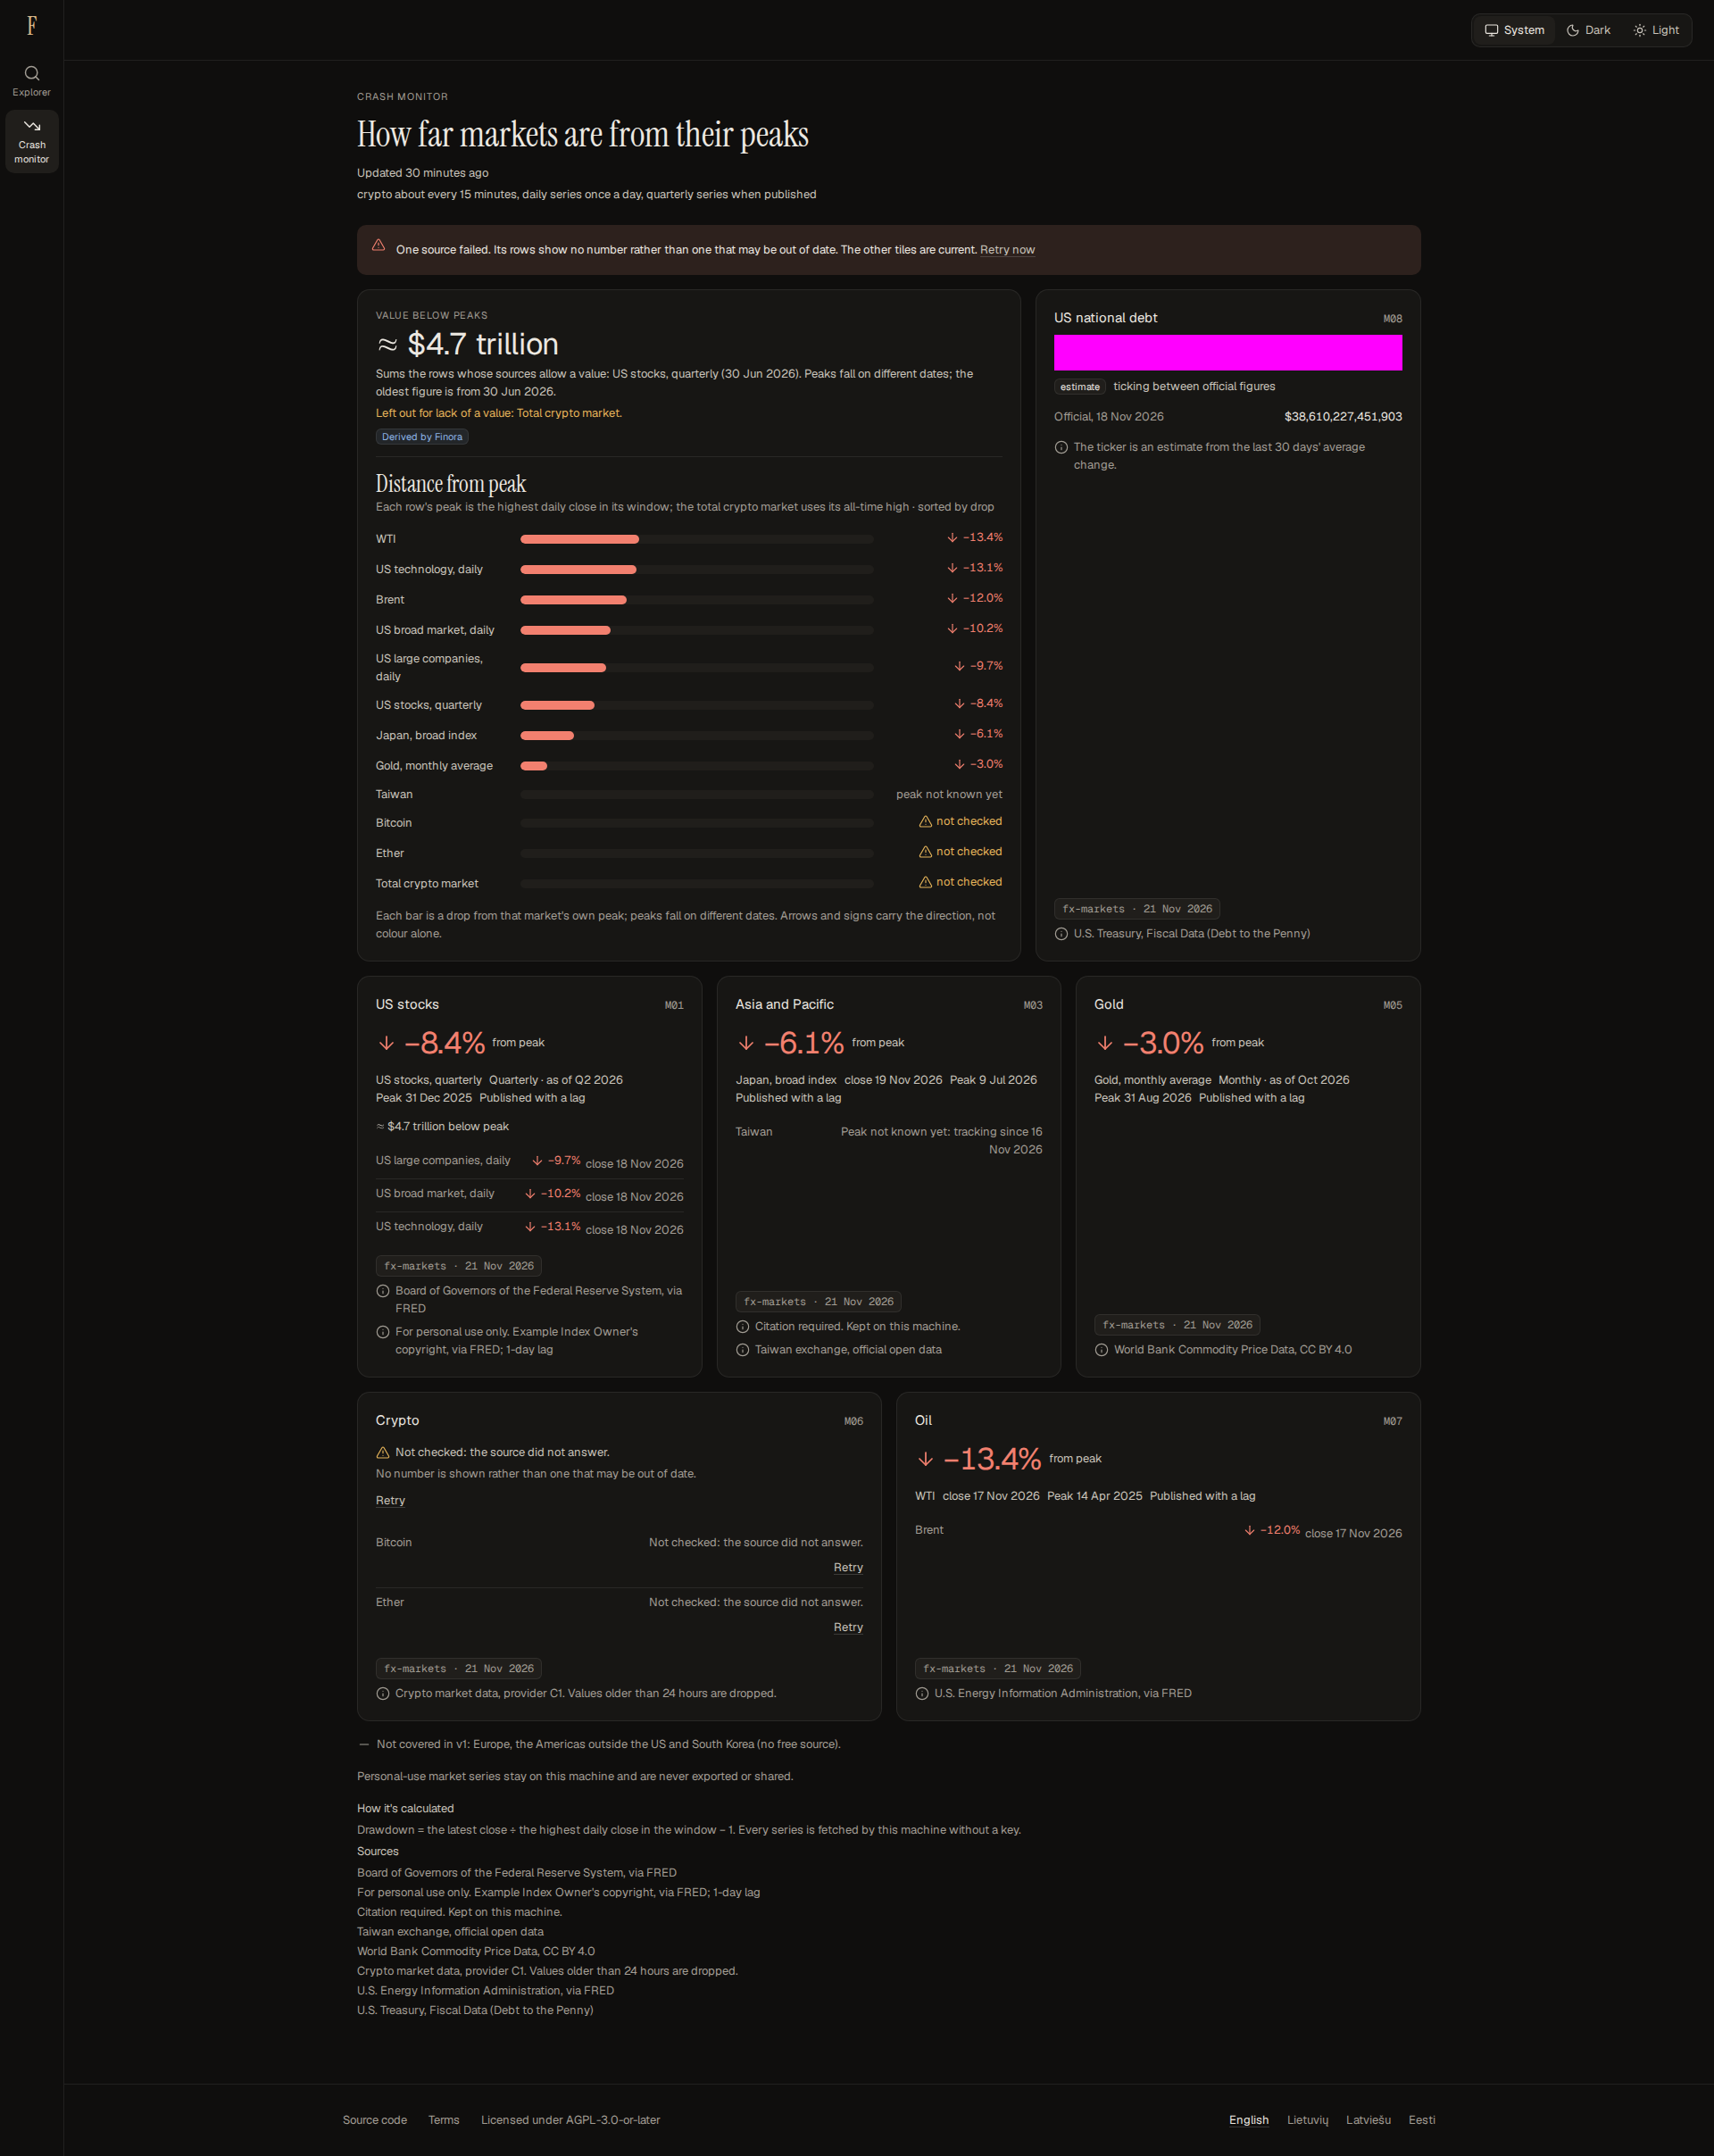 F
System
Dark
Light
Explorer
Crash
monitor
CRASH MONITOR
How far markets are from their peaks
Updated 30 minutes ago
crypto about every 15 minutes, daily series once a day, quarterly series when published
One source failed. Its rows show no number rather than one that may be out of date. The other tiles are current. Retry now
VALUE BELOW PEAKS
≈ $4.7 trillion
Sums the rows whose sources allow a value: US stocks, quarterly (30 Jun 2026). Peaks fall on different dates; the
oldest figure is from 30 Jun 2026.
Left out for lack of a value: Total crypto market.
Derived by Finora
Distance from peak
Each row's peak is the highest daily close in its window; the total crypto market uses its all-time high · sorted by drop
WTI ↓ −13.4%
US technology, daily ↓ −13.1%
Brent ↓ −12.0%
US broad market, daily ↓ −10.2%
US large companies,
daily ↓ −9.7%
US stocks, quarterly ↓ −8.4%
Japan, broad index ↓ −6.1%
Gold, monthly average ↓ −3.0%
Taiwan peak not known yet
Bitcoin not checked
Ether not checked
Total crypto market not checked
Each bar is a drop from that market's own peak; peaks fall on different dates. Arrows and signs carry the direction, not
colour alone.
US national debt M08
estimate ticking between official figures
Official, 18 Nov 2026 $38,610,227,451,903
The ticker is an estimate from the last 30 days' average
change.
fx-markets · 21 Nov 2026
U.S. Treasury, Fiscal Data (Debt to the Penny)
US stocks M01
↓ −8.4% from peak
US stocks, quarterly Quarterly · as of Q2 2026
Peak 31 Dec 2025 Published with a lag
≈ $4.7 trillion below peak
US large companies, daily ↓ −9.7% close 18 Nov 2026
US broad market, daily ↓ −10.2% close 18 Nov 2026
US technology, daily ↓ −13.1% close 18 Nov 2026
fx-markets · 21 Nov 2026
Board of Governors of the Federal Reserve System, via
FRED
For personal use only. Example Index Owner's
copyright, via FRED; 1-day lag
Asia and Pacific M03
↓ −6.1% from peak
Japan, broad index close 19 Nov 2026 Peak 9 Jul 2026
Published with a lag
Taiwan Peak not known yet: tracking since 16
Nov 2026
fx-markets · 21 Nov 2026
Citation required. Kept on this machine.
Taiwan exchange, official open data
Gold M05
↓ −3.0% from peak
Gold, monthly average Monthly · as of Oct 2026
Peak 31 Aug 2026 Published with a lag
fx-markets · 21 Nov 2026
World Bank Commodity Price Data, CC BY 4.0
Crypto M06
Not checked: the source did not answer.
No number is shown rather than one that may be out of date.
Retry
Bitcoin Not checked: the source did not answer.
Retry
Ether Not checked: the source did not answer.
Retry
fx-markets · 21 Nov 2026
Crypto market data, provider C1. Values older than 24 hours are dropped.
Oil M07
↓ −13.4% from peak
WTI close 17 Nov 2026 Peak 14 Apr 2025 Published with a lag
Brent ↓ −12.0% close 17 Nov 2026
fx-markets · 21 Nov 2026
U.S. Energy Information Administration, via FRED
— Not covered in v1: Europe, the Americas outside the US and South Korea (no free source).
Personal-use market series stay on this machine and are never exported or shared.
How it's calculated
Drawdown = the latest close ÷ the highest daily close in the window − 1. Every series is fetched by this machine without a key.
Sources
Board of Governors of the Federal Reserve System, via FRED
For personal use only. Example Index Owner's copyright, via FRED; 1-day lag
Citation required. Kept on this machine.
Taiwan exchange, official open data
World Bank Commodity Price Data, CC BY 4.0
Crypto market data, provider C1. Values older than 24 hours are dropped.
U.S. Energy Information Administration, via FRED
U.S. Treasury, Fiscal Data (Debt to the Penny)
Source code Terms Licensed under AGPL-3.0-or-later
English Lietuvių Latviešu Eesti